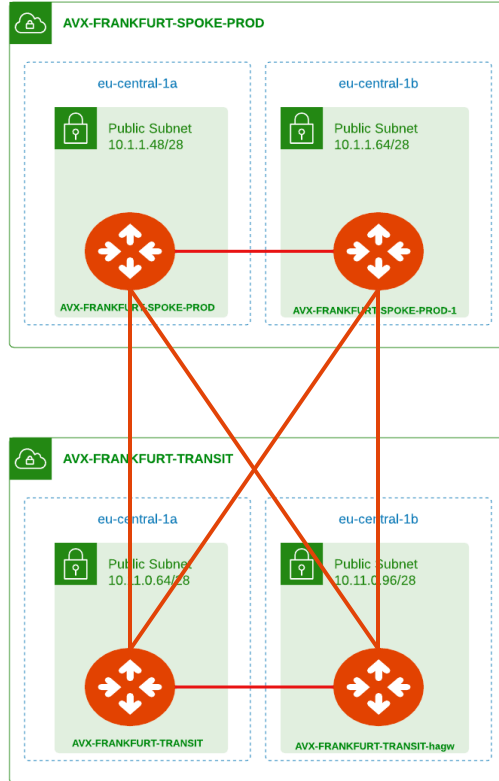 AVX-FRANKFURT-SPOKE-PROD
eu-central-1a
Public Subnet
10.1.1.48/28
AVX-FRANKFURT-SPOKE-PROD
eu-central-1b
Public Subnet
10.1.1.64/28
AVX-FRANKFURT-SPOKE-PROD-1
AVX-FRANKFURT-TRANSIT
eu-central-1a
Public Subnet
10.11.0.64/28
AVX-FRANKFURT-TRANSIT
eu-central-1b
Public Subnet
10.11.0.96/28
AVX-FRANKFURT-TRANSIT-hagw